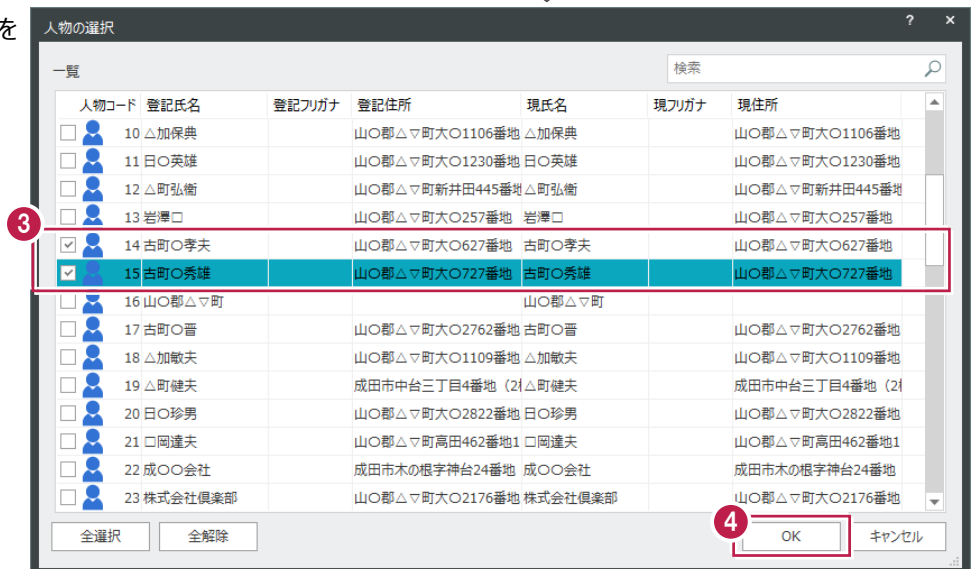 を
人物の選択 ? ×
一覧 検索
人物コード 登記氏名 登記フリガナ 登記住所 現氏名 現フリガナ 現住所
10 △加保典 山〇郡△▽町大〇1106番地 △加保典 山〇郡△▽町大〇1106番地
11 日〇英雄 山〇郡△▽町大〇1230番地 日〇英雄 山〇郡△▽町大〇1230番地
12 △町弘衞 山〇郡△▽町新井田445番地 △町弘衞 山〇郡△▽町新井田445番地
13 岩澤□ 山〇郡△▽町大〇257番地 岩澤□ 山〇郡△▽町大〇257番地
3
14 古町〇孝夫 山〇郡△▽町大〇627番地 古町〇孝夫 山〇郡△▽町大〇627番地
15 古町〇秀雄 山〇郡△▽町大〇727番地 古町〇秀雄 山〇郡△▽町大〇727番地
16 山〇郡△▽町 山〇郡△▽町
17 古町〇晋 山〇郡△▽町大〇2762番地 古町〇晋 山〇郡△▽町大〇2762番地
18 △加敏夫 山〇郡△▽町大〇1109番地 △加敏夫 山〇郡△▽町大〇1109番地
19 △町健夫 成田市中台三丁目4番地（2 △町健夫 成田市中台三丁目4番地（2
20 日〇珍男 山〇郡△▽町大〇2822番地 日〇珍男 山〇郡△▽町大〇2822番地
21 □岡達夫 山〇郡△▽町高田462番地1 □岡達夫 山〇郡△▽町高田462番地1
22 成〇〇会社 成田市木の根字神台24番地 成〇〇会社 成田市木の根字神台24番地
23 株式会社倶楽部 山〇郡△▽町大〇2176番地 株式会社倶楽部 山〇郡△▽町大〇2176番地
4
全選択 全解除 OK キャンセル